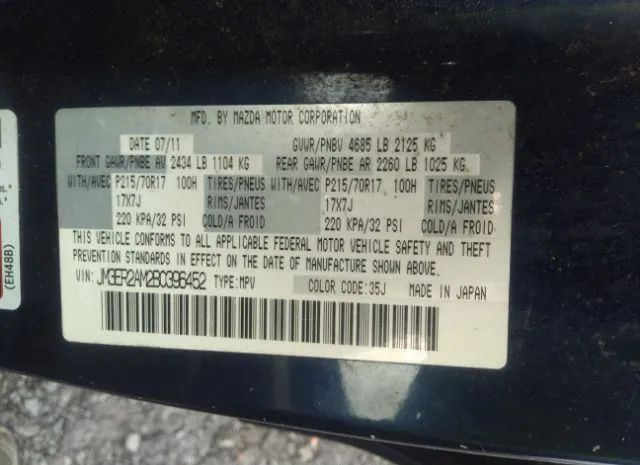 MFD. BY MAZDA MOTOR CORPORATION
DATE 07/11 GVWR/PNBV 4685 LB 2125 KG
FRONT GAWR/PNBE AV 2434 LB 1104 KG REAR GAWR/PNBE AR 2260 LB 1025 KG
WITH/AVEC P215/70R17 100H TIRES/PNEUS WITH/AVEC P215/70R17 100H TIRES/PNEUS
17X7J RIMS/JANTES 17X7J RIMS/JANTES
220 KPA/32 PSI COLD/A FROID 220 KPA/32 PSI COLD/A FROID
THIS VEHICLE CONFORMS TO ALL APPLICABLE FEDERAL MOTOR VEHICLE SAFETY AND THEFT
PREVENTION STANDARDS IN EFFECT ON THE DATE OF MANUFACTURE SHOWN ABOVE.
VIN: JM3ER2AM2B0396452 TYPE: MPV COLOR CODE: 35J MADE IN JAPAN
(EH48B)